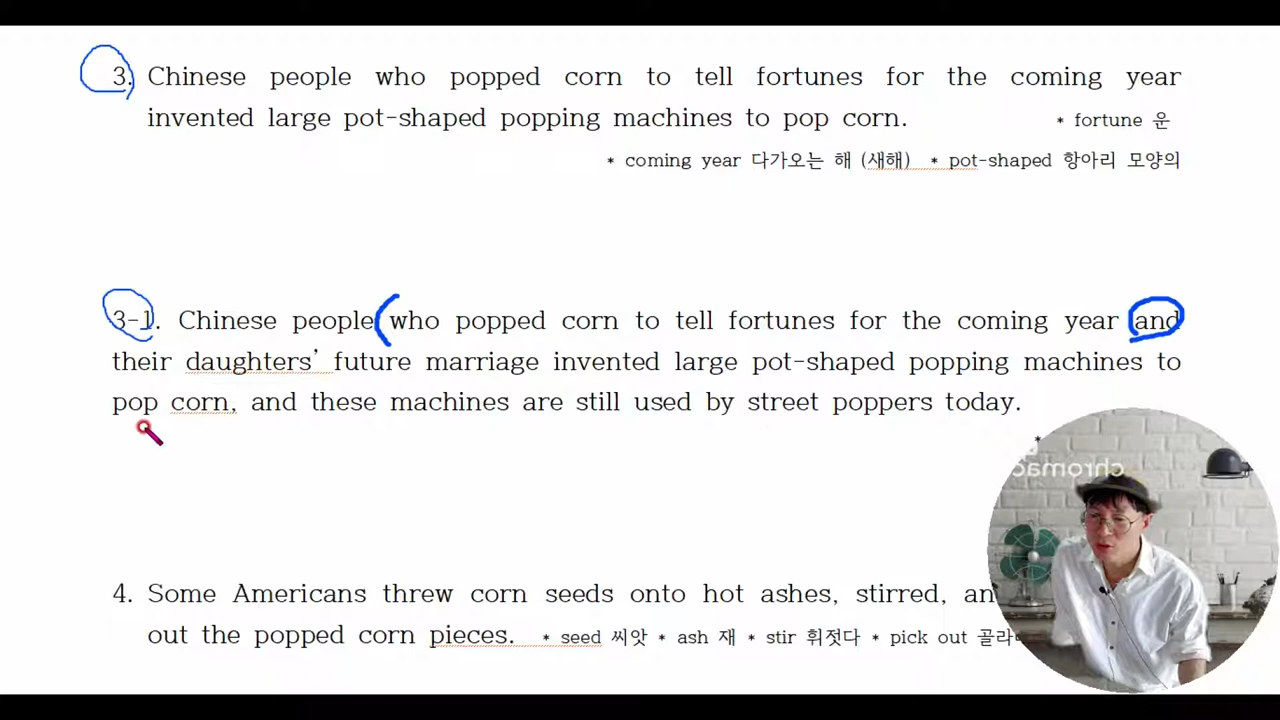 3. Chinese people who popped corn to tell fortunes for the coming year
invented large pot-shaped popping machines to pop corn. * fortune 운
* coming year 다가오는 해 (새해) * pot-shaped 항아리 모양의
3-1. Chinese people who popped corn to tell fortunes for the coming year and
their daughters' future marriage invented large pot-shaped popping machines to
pop corn, and these machines are still used by street poppers today.
*
4. Some Americans threw corn seeds onto hot ashes, stirred,
out the popped corn pieces. * seed 씨앗 * ash 재 * stir 휘젓다 * pick out